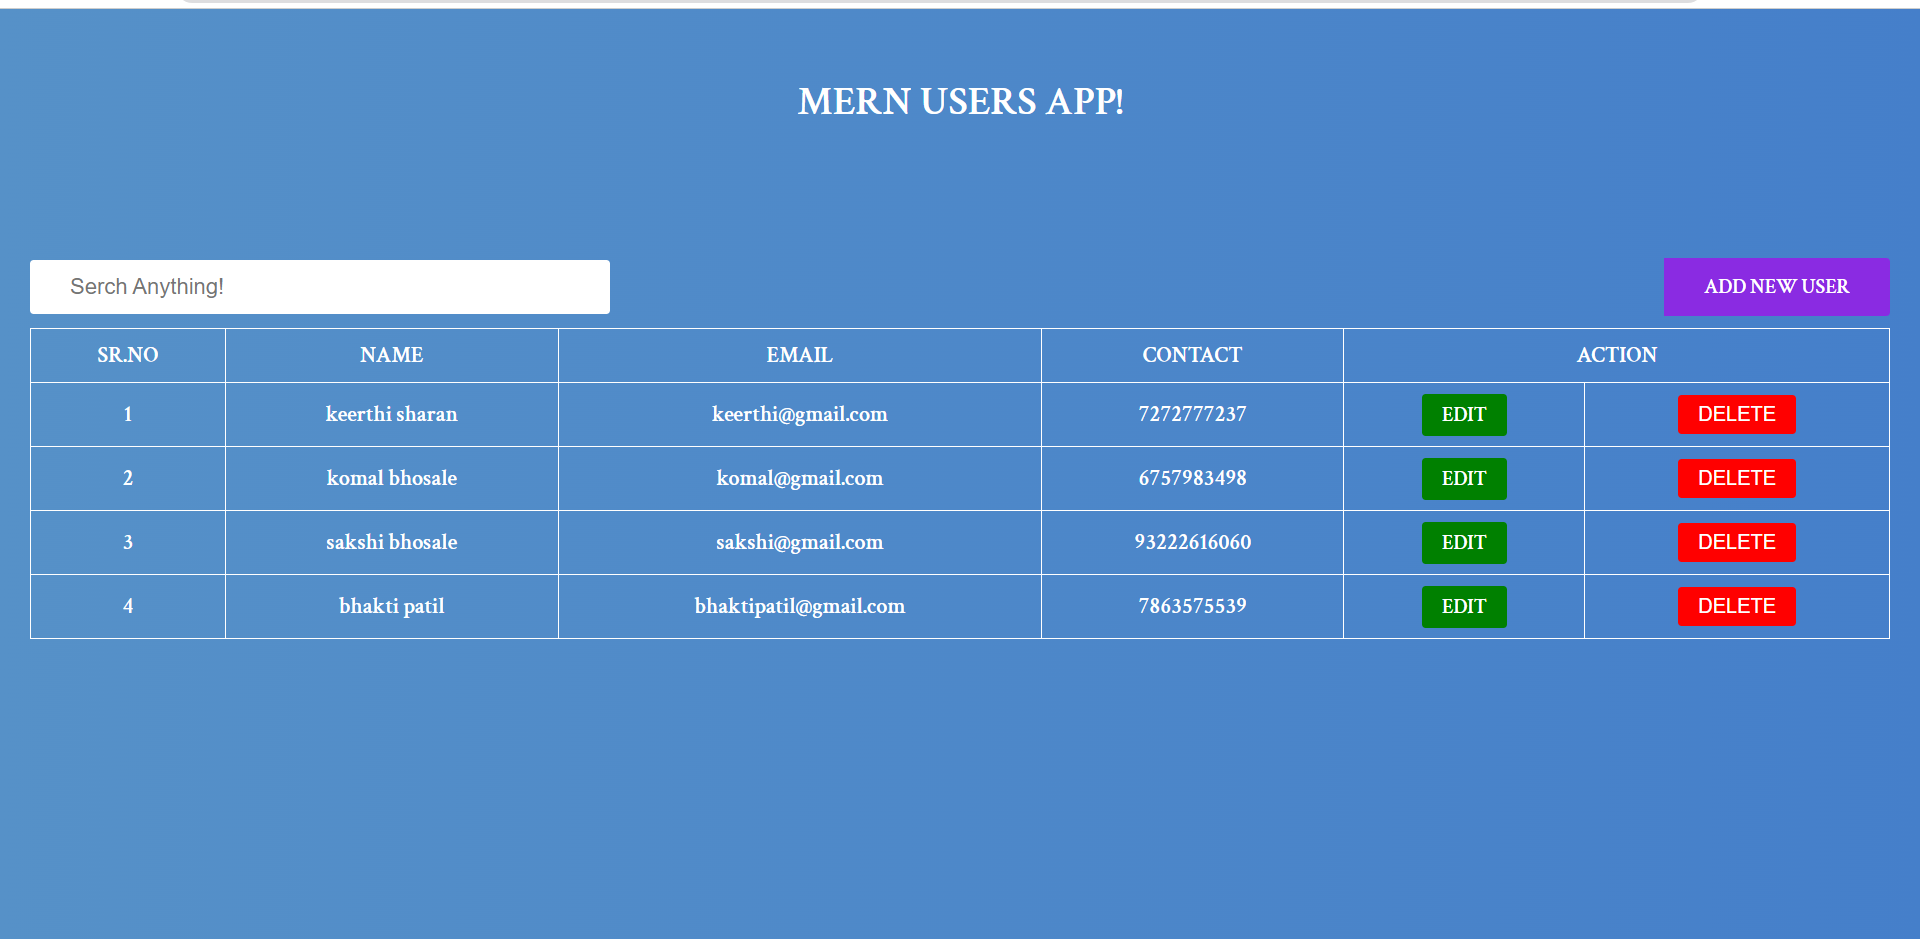 MERN USERS APP!
Serch Anything!
ADD NEW USER
SR.NO NAME EMAIL CONTACT ACTION
1 keerthi sharan keerthi@gmail.com 7272777237 EDIT DELETE
2 komal bhosale komal@gmail.com 6757983498 EDIT DELETE
3 sakshi bhosale sakshi@gmail.com 93222616060 EDIT DELETE
4 bhakti patil bhaktipatil@gmail.com 7863575539 EDIT DELETE